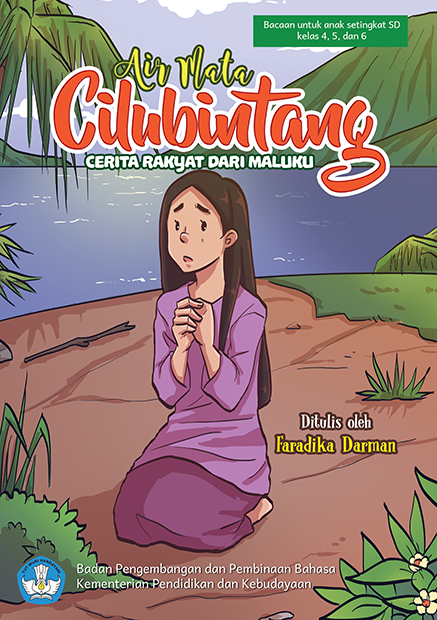 Bacaan untuk anak setingkat SD
kelas 4, 5, dan 6
Air Mata
Cilubintang
CERITA RAKYAT DARI MALUKU
Ditulis oleh
Faradika Darman
Badan Pengembangan dan Pembinaan Bahasa
Kementerian Pendidikan dan Kebudayaan